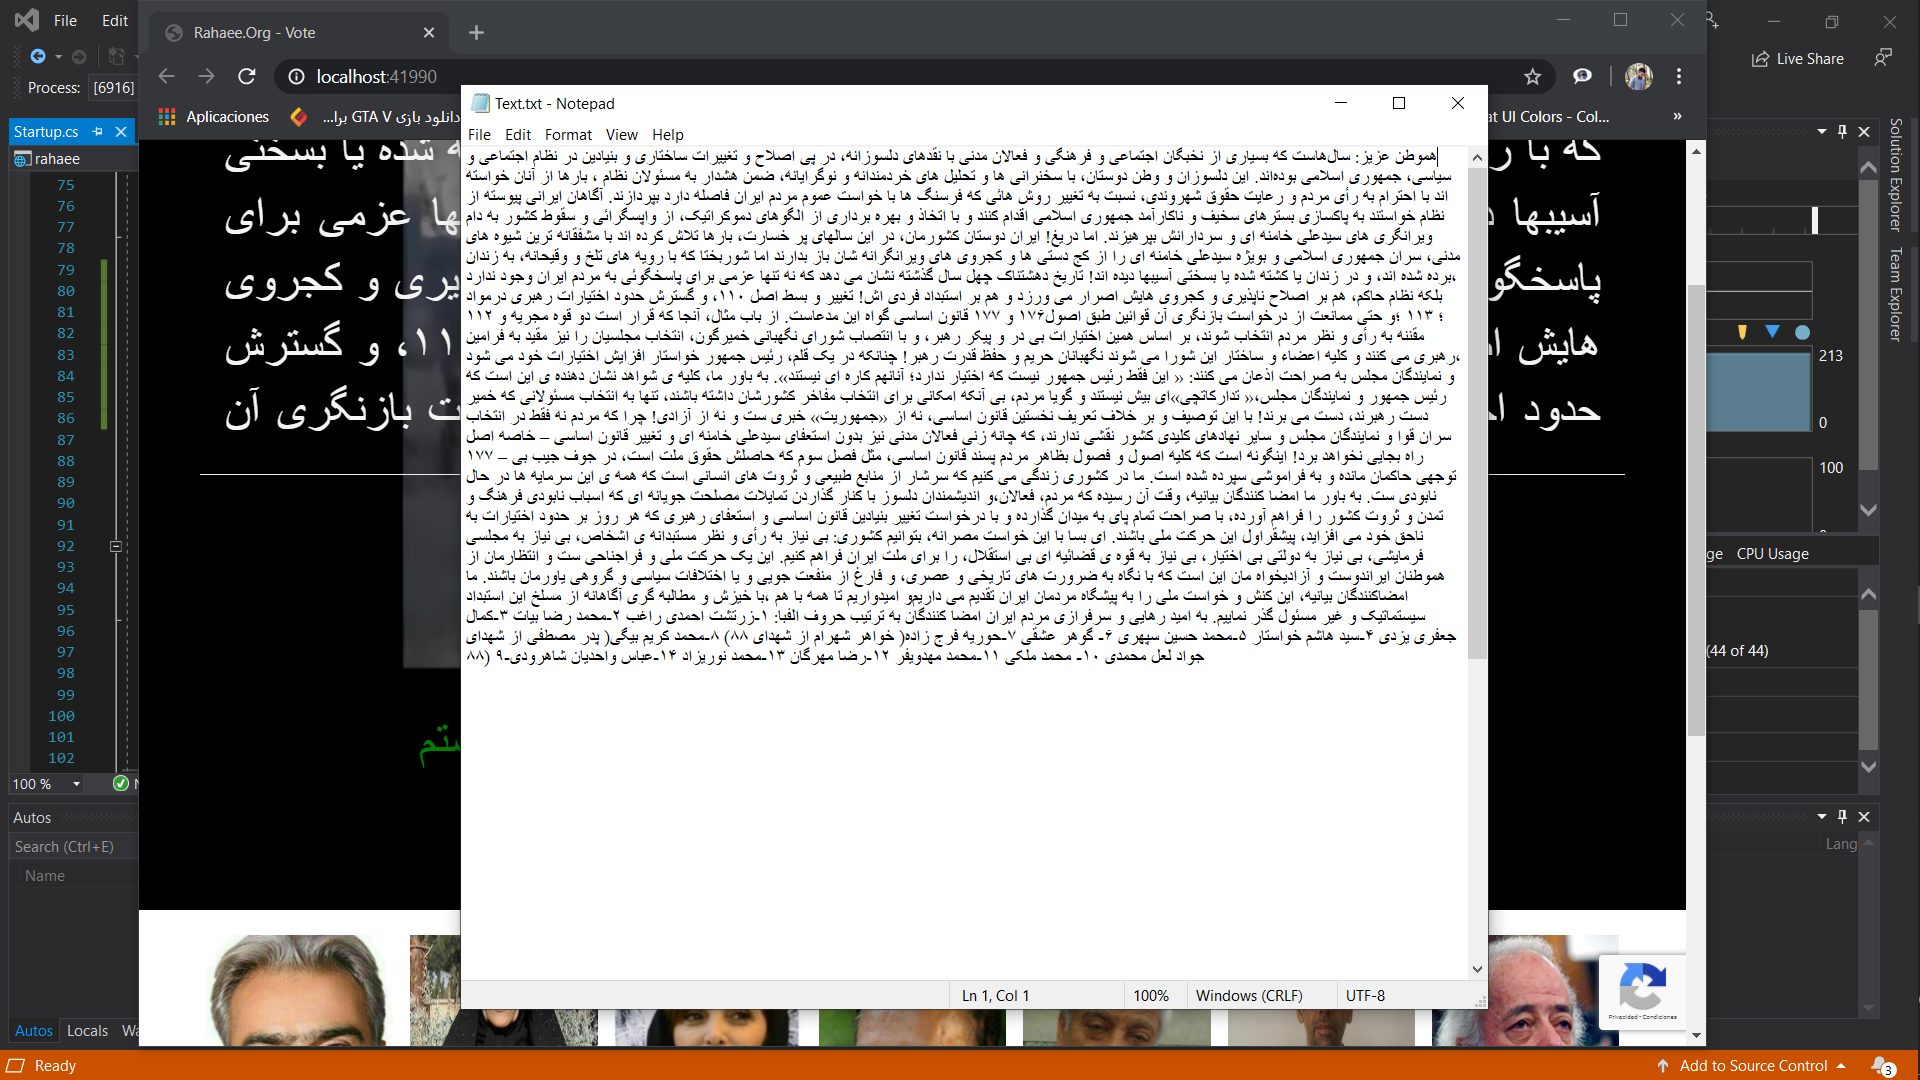 File
Edit
Rahaee.Org - Vote
localhost:41990
Live Share
Process:
[6916]
Aplicaciones
دانلود بازی GTA V برا...
at UI Colors - Col...
»
Startup.cs
rahaee
75
76
77
78
79
80
81
82
83
84
85
86
87
88
89
90
91
92
93
94
95
96
97
98
99
100
101
102
100 %
Text.txt - Notepad
File Edit Format View Help
هموطن عزیز: سال‌هاست که بسیاری از نخبگان اجتماعی و فرهنگی و فعالان مدنی با نقدهای دلسوزانه، در پی اصلاح و تغییرات ساختاری و بنیادین در نظام اجتماعی و
سیاسی، جمهوری اسلامی بوده‌اند. این دلسوزان و وطن دوستان، با سخنرانی ها و تحلیل های خردمندانه و نوگرایانه، ضمن هشدار به مسئولان نظام ، بارها از آنان خواسته
اند با احترام به رأی مردم و رعایت حقوق شهروندی، نسبت به تغییر روش هائی که فرسنگ ها با خواست عموم مردم ایران فاصله دارد بپردازند. آگاهان ایرانی پیوسته از
نظام خواستند به پاکسازی بسترهای سخیف و ناکارآمد جمهوری اسلامی اقدام کنند و با اتخاذ و بهره برداری از الگوهای دموکراتیک، از واپسگرائی و سقوط کشور به دام
ویرانگری های سیدعلی خامنه ای و سردارانش بپرهیزند. اما دریغ! ایران دوستان کشورمان، در این سالهای پر خسارت، بارها تلاش کرده اند با مشفقانه ترین شیوه های
مدنی، سران جمهوری اسلامی و بویژه سیدعلی خامنه ای را از کج دستی ها و کجروی های ویرانگرانه شان باز بدارند اما شوربختا که با رویه های تلخ و وقیحانه، به زندان
برده شده اند، و در زندان یا کشته شده یا بسختی آسیبها دیده اند! تاریخ دهشتناک چهل سال گذشته نشان می دهد که نه تنها عزمی برای پاسخگوئی به مردم ایران وجود ندارد،
بلکه نظام حاکم، هم بر اصلاح ناپذیری و کجروی هایش اصرار می ورزد و هم بر استبداد فردی اش! تغییر و بسط اصل ۱۱۰، و گسترش حدود اختیارات رهبری درمواد
۱۱۲ و ۱۱۳ ؛و حتی ممانعت از درخواست بازنگری آن قوانین طبق اصول۱۷۶ و ۱۷۷ قانون اساسی گواه این مدعاست. از باب مثال، آنجا که قرار است دو قوه مجریه و ؛
مقننه به رأی و نظر مردم انتخاب شوند، بر اساس همین اختیارات بی در و پیکر رهبر، و با انتصاب شورای نگهبانی خمیرگون، انتخاب مجلسیان را نیز مقید به فرامین
رهبری می کنند و کلیه اعضاء و ساختار این شورا می شوند نگهبانان حریم و حفظ قدرت رهبر! چنانکه در یک قلم، رئیس جمهور خواستار افزایش اختیارات خود می شود،
و نمایندگان مجلس به صراحت اذعان می کنند: « این فقط رئیس جمهور نیست که اختیار ندارد؛ آنانهم کاره ای نیستند». به باور ما، کلیه ی شواهد نشان دهنده ی این است که
رئیس جمهور و نمایندگان مجلس،« تدارکاتچی»ای بیش نیستند و گویا مردم، بی آنکه امکانی برای انتخاب مفاخر کشورشان داشته باشند، تنها به انتخاب مسئولانی که خمیر
دست رهبرند، دست می برند! با این توصیف و بر خلاف تعریف نخستین قانون اساسی، نه از «جمهوریت» خبری ست و نه از آزادی! چرا که مردم نه فقط در انتخاب
سران قوا و نمایندگان مجلس و سایر نهادهای کلیدی کشور نقشی ندارند، که چانه زنی فعالان مدنی نیز بدون استعفای سیدعلی خامنه ای و تغییر قانون اساسی – خاصه اصل
۱۷۷ – راه بجایی نخواهد برد! اینگونه است که کلیه اصول و فصول بظاهر مردم پسند قانون اساسی، مثل فصل سوم که حاصلش حقوق ملت است، در جوف جیب بی
توجهی حاکمان مانده و به فراموشی سپرده شده است. ما در کشوری زندگی می کنیم که سرشار از منابع طبیعی و ثروت های انسانی است که همه ی این سرمایه ها در حال
نابودی ست. به باور ما امضا کنندگان بیانیه، وقت آن رسیده که مردم، فعالان،و اندیشمندان دلسوز با کنار گذاردن تمایلات مصلحت جویانه ای که اسباب نابودی فرهنگ و
تمدن و ثروت کشور را فراهم آورده، با صراحت تمام پای به میدان گذارده و با درخواست تغییر بنیادین قانون اساسی و استعفای رهبری که هر روز بر حدود اختیارات به
ناحق خود می افزاید، پیشقراول این حرکت ملی باشند. ای بسا با این خواست مصرانه، بتوانیم کشوری: بی نیاز به رأی و نظر مستبدانه ی اشخاص، بی نیاز به مجلسی
فرمایشی، بی نیاز به دولتی بی اختیار، بی نیاز به قوه ی قضائیه ای بی استقلال، را برای ملت ایران فراهم کنیم. این یک حرکت ملی و فراجناحی ست و انتظارمان از
هموطنان ایراندوست و آزادیخواه مان این است که با نگاه به ضرورت های تاریخی و عصری، و فارغ از منفعت جویی و یا اختلافات سیاسی و گروهی یاورمان باشند. ما
امضاکنندگان بیانیه، این کنش و خواست ملی را به پیشگاه مردمان ایران تقدیم می داریم‌و امیدواریم تا همه با هم ،با خیزش و مطالبه گری آگاهانه از مسلخ این استبداد
سیستماتیک و غیر مسئول گذر نماییم. به امید رهایی و سرفرازی مردم ایران امضا کنندگان به ترتیب حروف الفبا: ۱-زرتشت احمدی راغب ۲-محمد رضا بیات ۳-کمال
جعفری یزدی ۴-سید هاشم خواستار ۵-محمد حسین سپهری ۶- گوهر عشقی ۷-حوریه فرج زاده( خواهر شهرام از شهدای ۸۸) ۸-محمد کریم بیگی( پدر مصطفی از شهدای
۸۸) ۹-جواد لعل محمدی ۱۰- محمد ملکی ۱۱-محمد مهدویفر ۱۲-رضا مهرگان ۱۳-محمد نوریزاد ۱۴-عباس واحدیان شاهرودی
Ln 1, Col 1
100%
Windows (CRLF)
UTF-8
که با
ه شده یا بسختی
آسیبها
ها عزمی برای
پاسخگو
یری و کجروی
هایش
۱۱، و گسترش
حدود
ت بازنگری آن
ستم
Solution Explorer
Team Explorer
213
0
100
CPU Usage
(44 of 44)
Autos
Search (Ctrl+E)
Name
Lang
Autos Locals
Privacidad - Condiciones
Ready
Add to Source Control
3